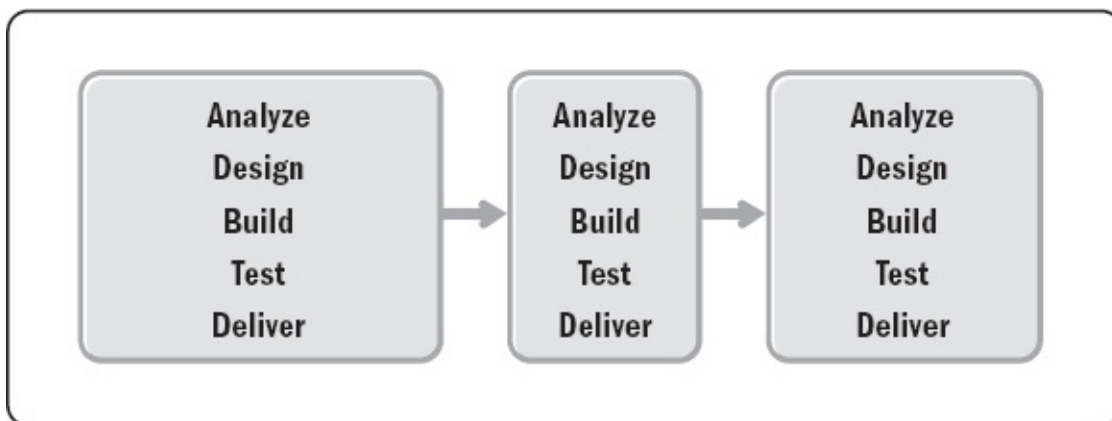 Analyze
Design
Build
Test
Deliver
Analyze
Design
Build
Test
Deliver
Analyze
Design
Build
Test
Deliver